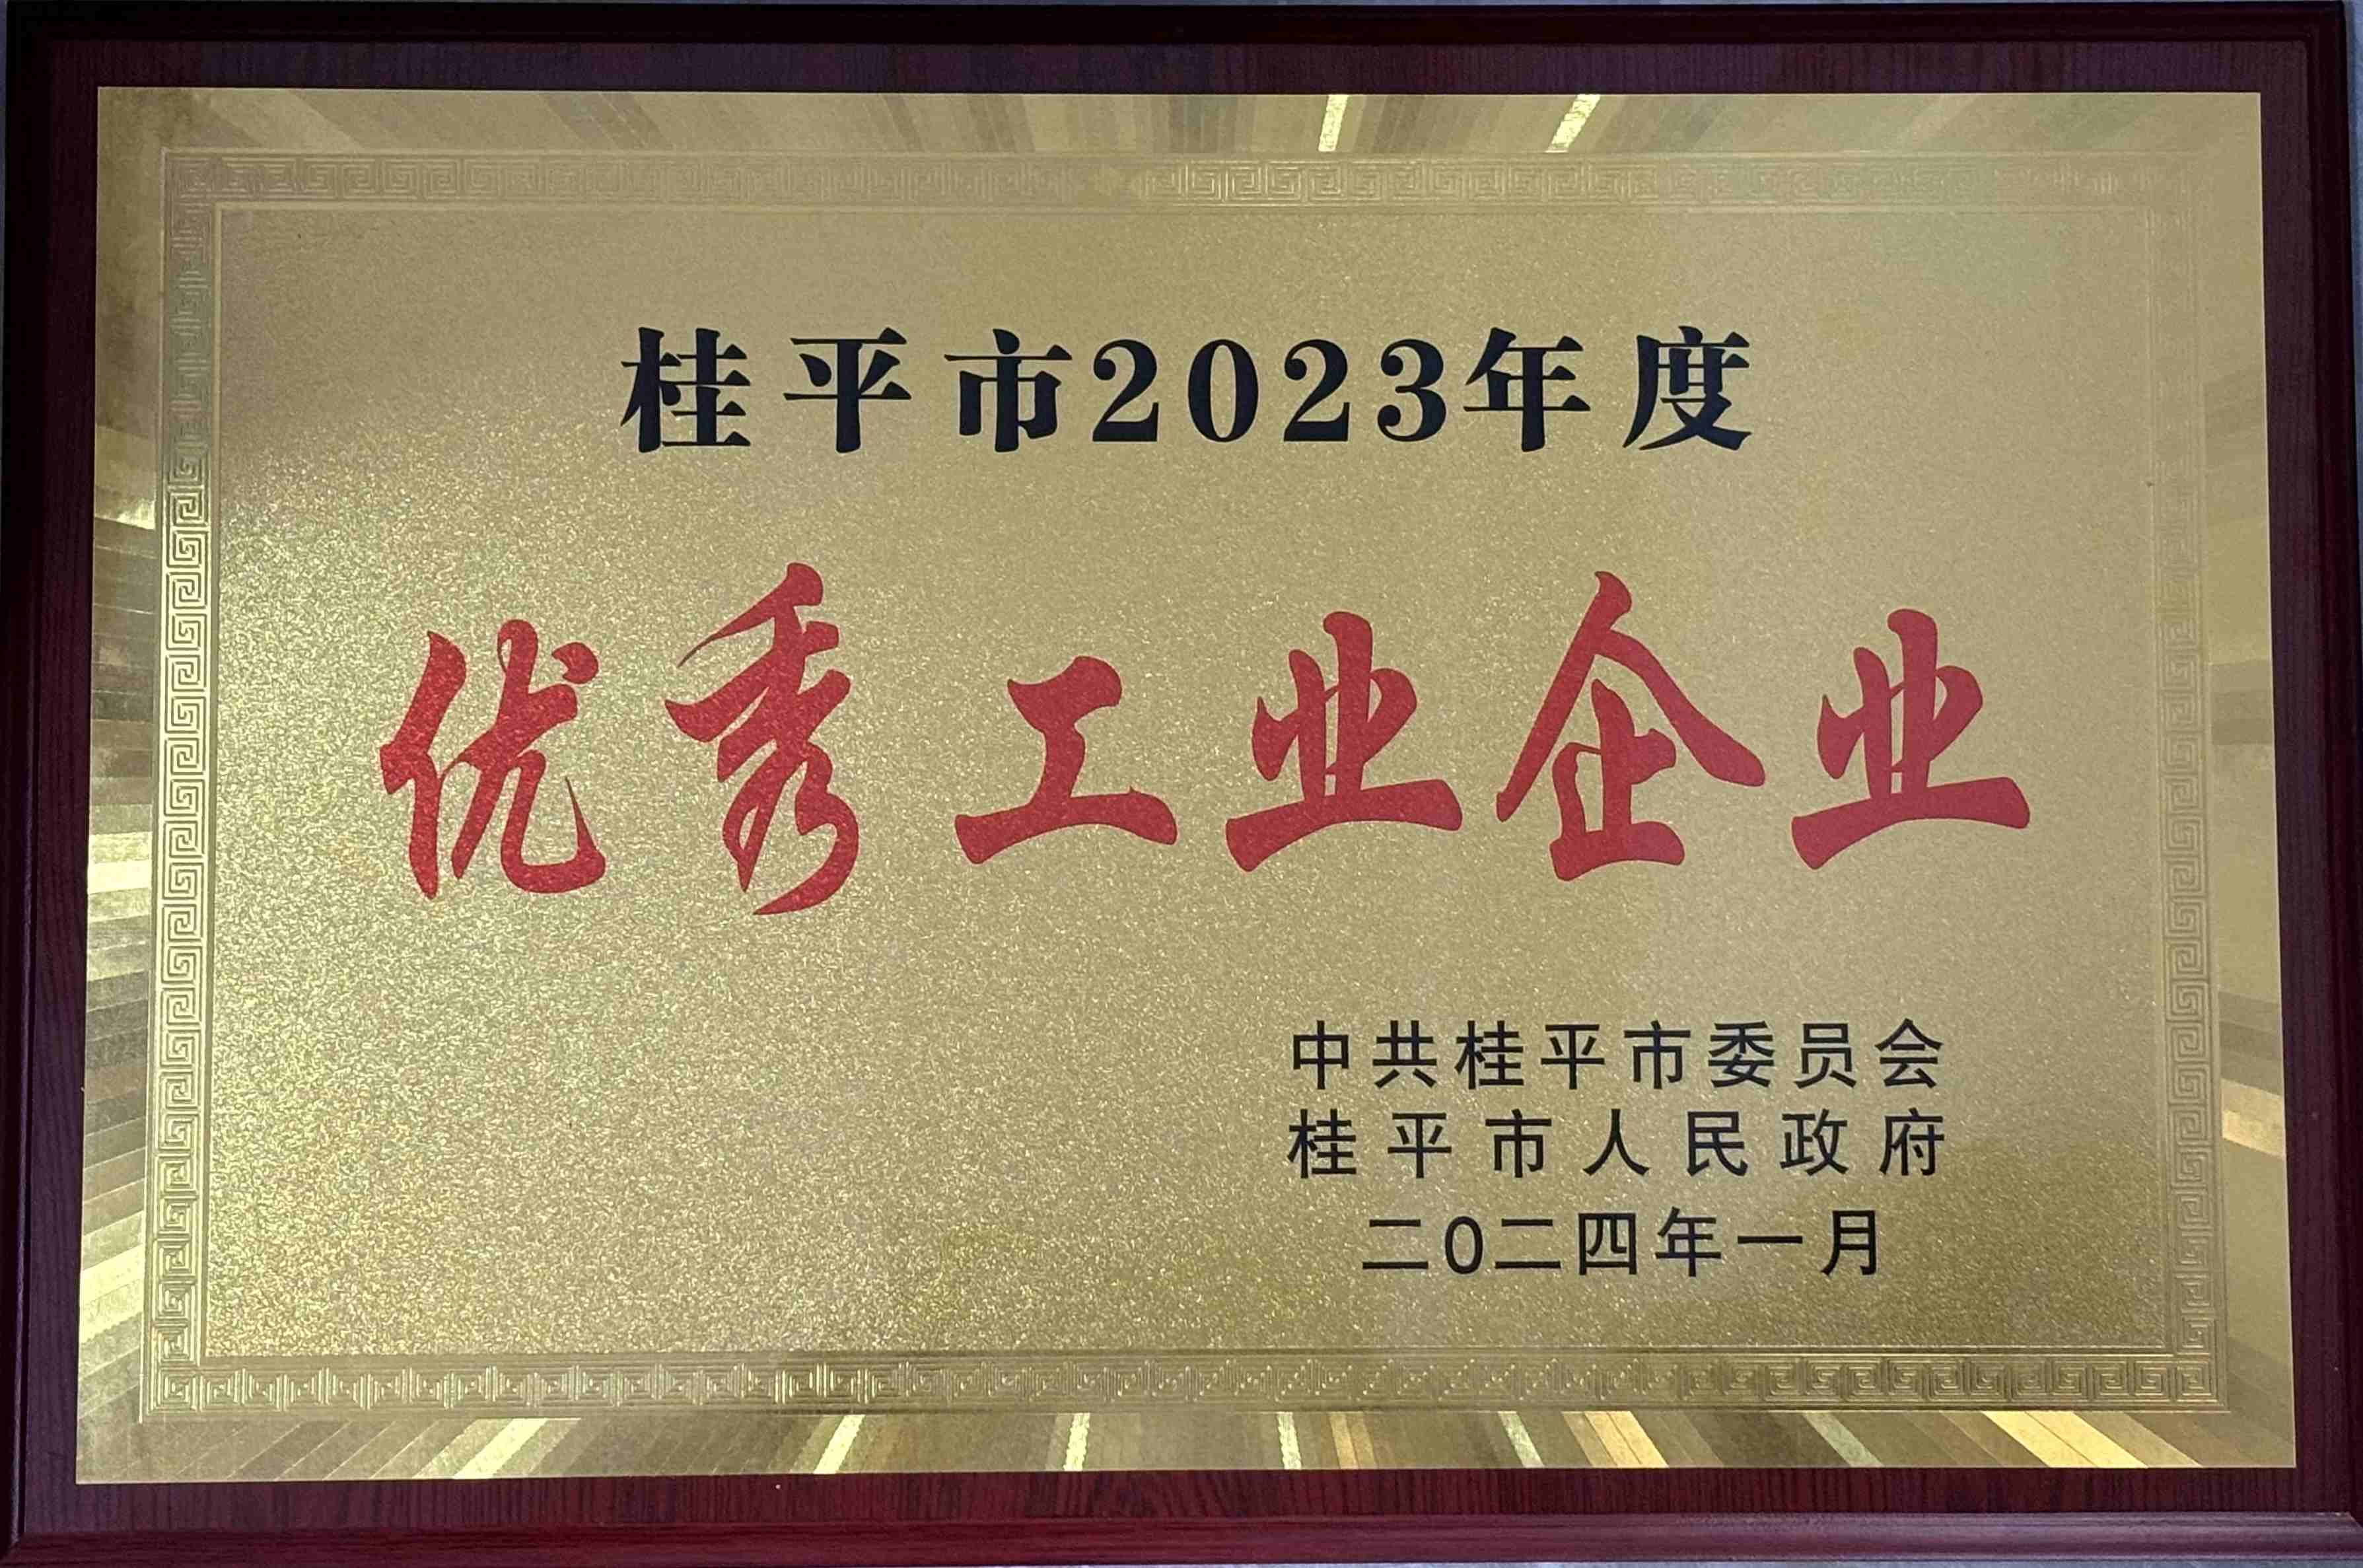 桂平市2023年度
优秀工业企业
中共桂平市委员会
桂平市人民政府
二0二四年一月